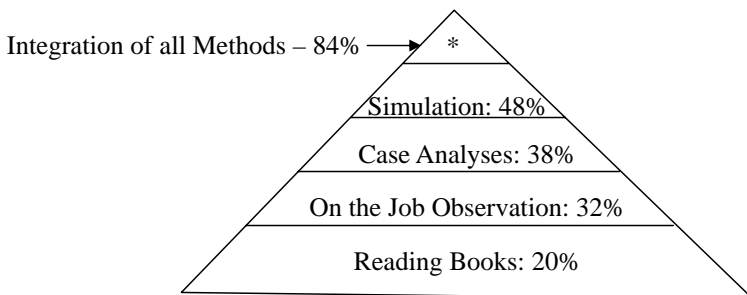 Integration of all Methods – 84%
*
Simulation: 48%
Case Analyses: 38%
On the Job Observation: 32%
Reading Books: 20%